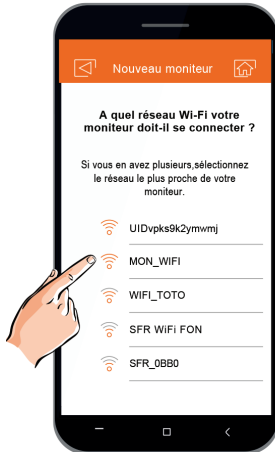 Nouveau moniteur
A quel réseau Wi-Fi votre
moniteur doit-il se connecter ?
Si vous en avez plusieurs,sélectionnez
le réseau le plus proche de votre
moniteur.
UIDvpks9k2ymwmj
MON_WIFI
WIFI_TOTO
SFR WiFi FON
SFR_0BB0